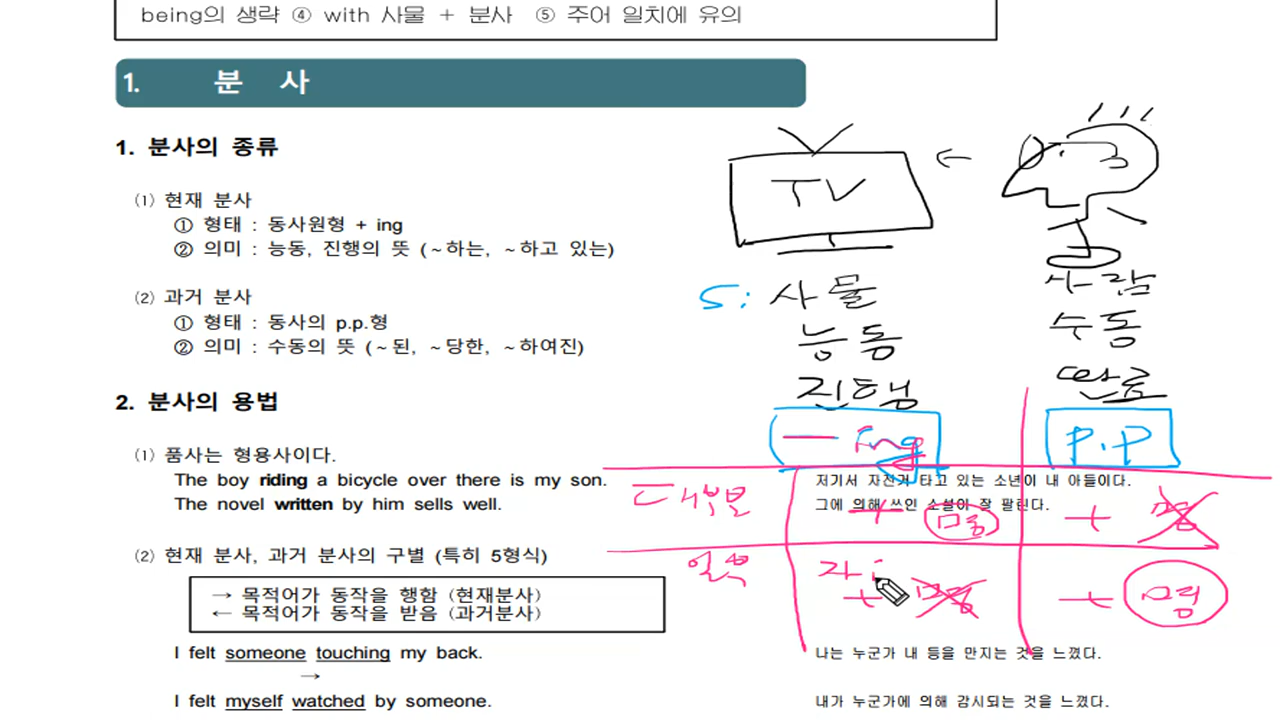 being의 생략 ④ with 사물 + 분사 ⑤ 주어 일치에 유의
1. 분 사
1. 분사의 종류
⑴ 현재 분사
① 형태 : 동사원형 + ing
② 의미 : 능동, 진행의 뜻 (~하는, ~하고 있는)
⑵ 과거 분사
① 형태 : 동사의 p.p.형
② 의미 : 수동의 뜻 (~된, ~당한, ~하여진)
TV
S: 사물 사람
능동 수동
진행 완료
ing P.P
2. 분사의 용법
⑴ 품사는 형용사이다.
The boy riding a bicycle over there is my son. 저기서 자전거 타고 있는 소년이 내 아들이다.
The novel written by him sells well. 그에 의해 쓰인 소설이 잘 팔린다.
대부분 + +
⑵ 현재 분사, 과거 분사의 구별 (특히 5형식)
일부 자 + +
→ 목적어가 동작을 행함 (현재분사)
← 목적어가 동작을 받음 (과거분사)
I felt someone touching my back. 나는 누군가 내 등을 만지는 것을 느꼈다.
→
I felt myself watched by someone. 내가 누군가에 의해 감시되는 것을 느꼈다.